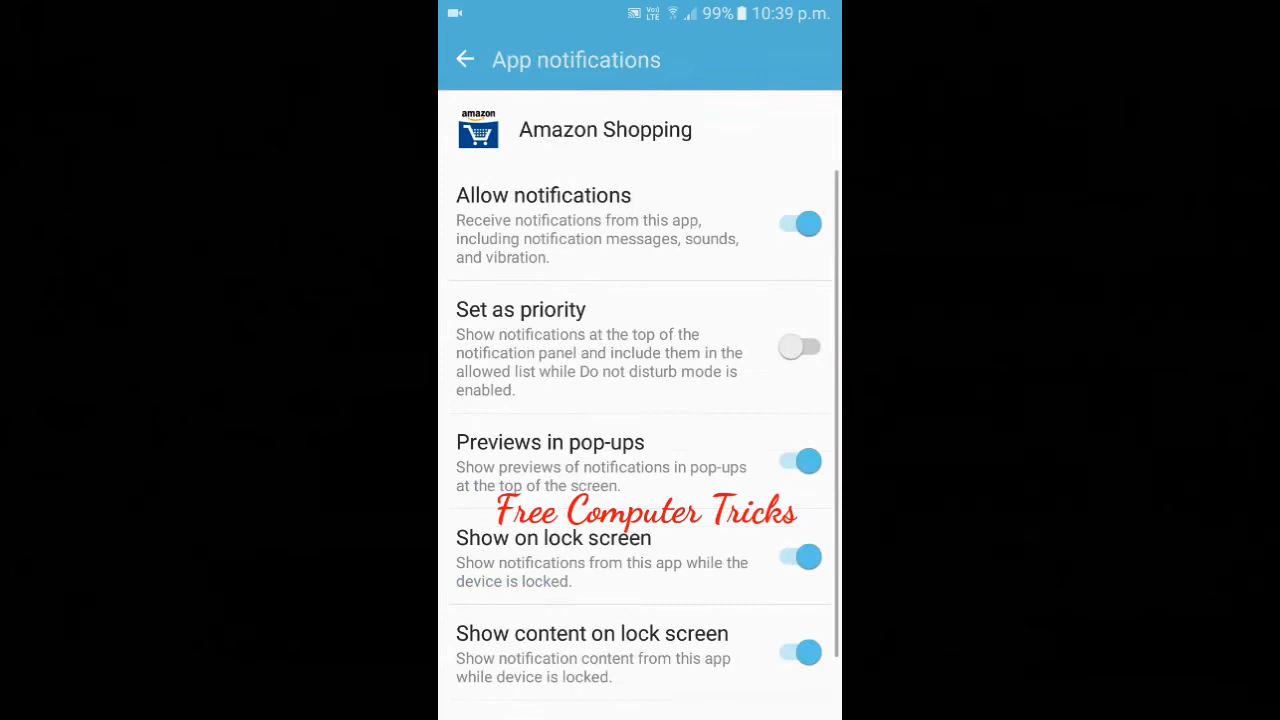 Vo)) LTE 99% 10:39 p.m.
App notifications
amazon
Amazon Shopping
Allow notifications
Receive notifications from this app,
including notification messages, sounds,
and vibration.
Set as priority
Show notifications at the top of the
notification panel and include them in the
allowed list while Do not disturb mode is
enabled.
Previews in pop-ups
Show previews of notifications in pop-ups
at the top of the screen.
Free Computer Tricks
Show on lock screen
Show notifications from this app while the
device is locked.
Show content on lock screen
Show notification content from this app
while device is locked.